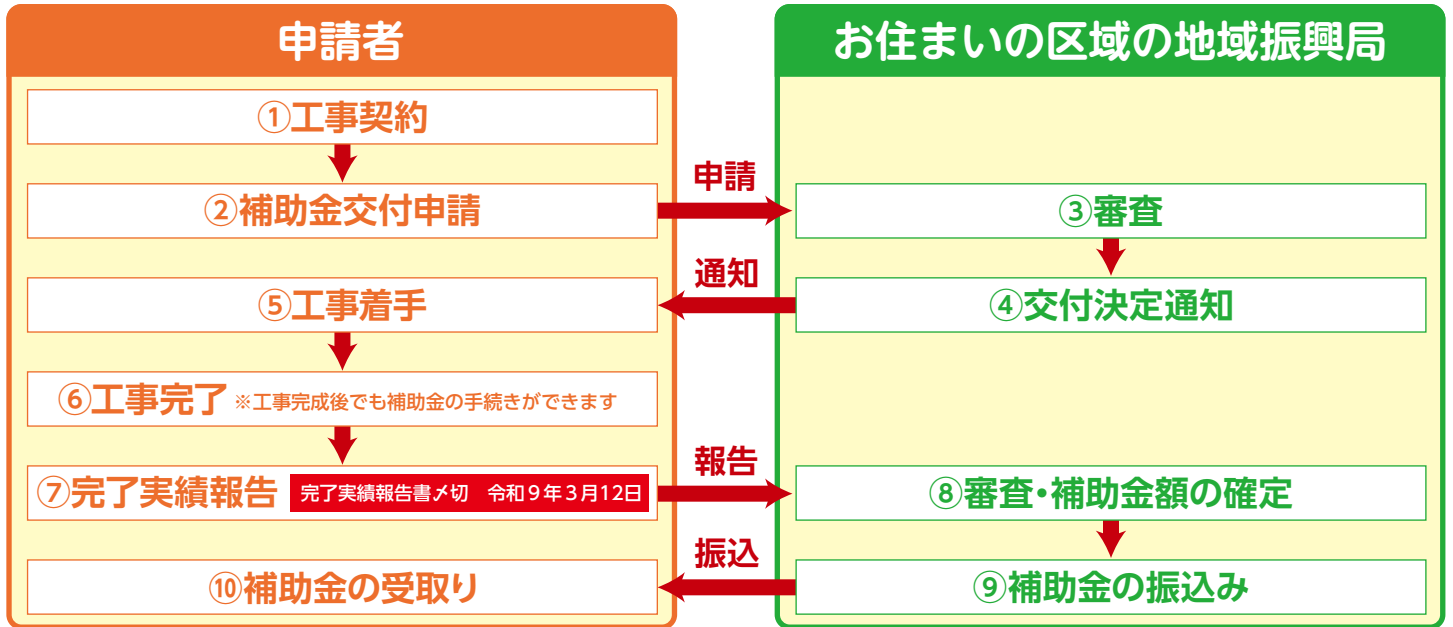 申請者
お住まいの区域の地域振興局
①工事契約
②補助金交付申請
申請
③審査
⑤工事着手
通知
④交付決定通知
⑥工事完了 ※工事完成後でも補助金の手続きができます
⑦完了実績報告 完了実績報告書〆切 令和9年3月12日
報告
⑧審査・補助金額の確定
⑩補助金の受取り
振込
⑨補助金の振込み